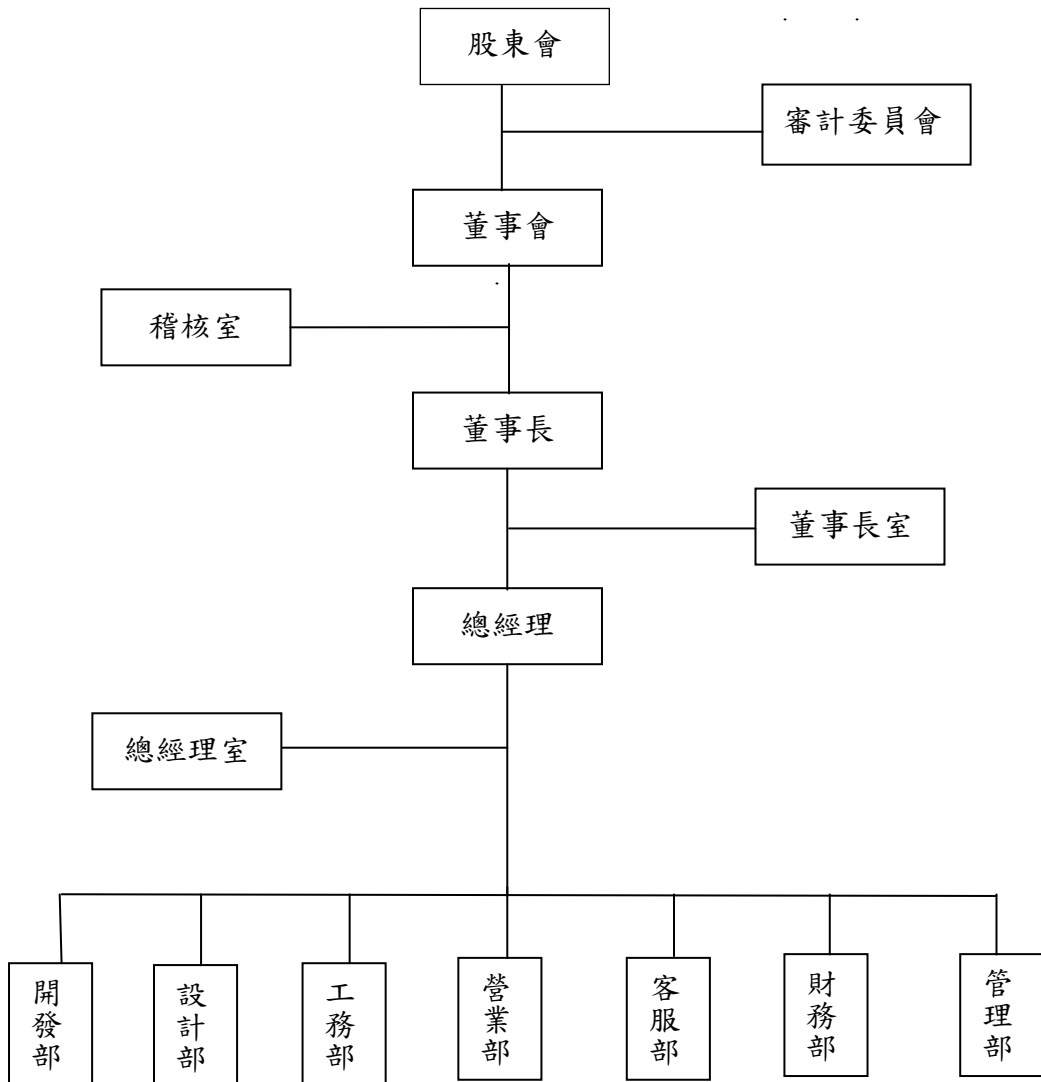 股東會
審計委員會
董事會
稽核室
董事長
董事長室
總經理
總經理室
開發部
設計部
工務部
營業部
客服部
財務部
管理部